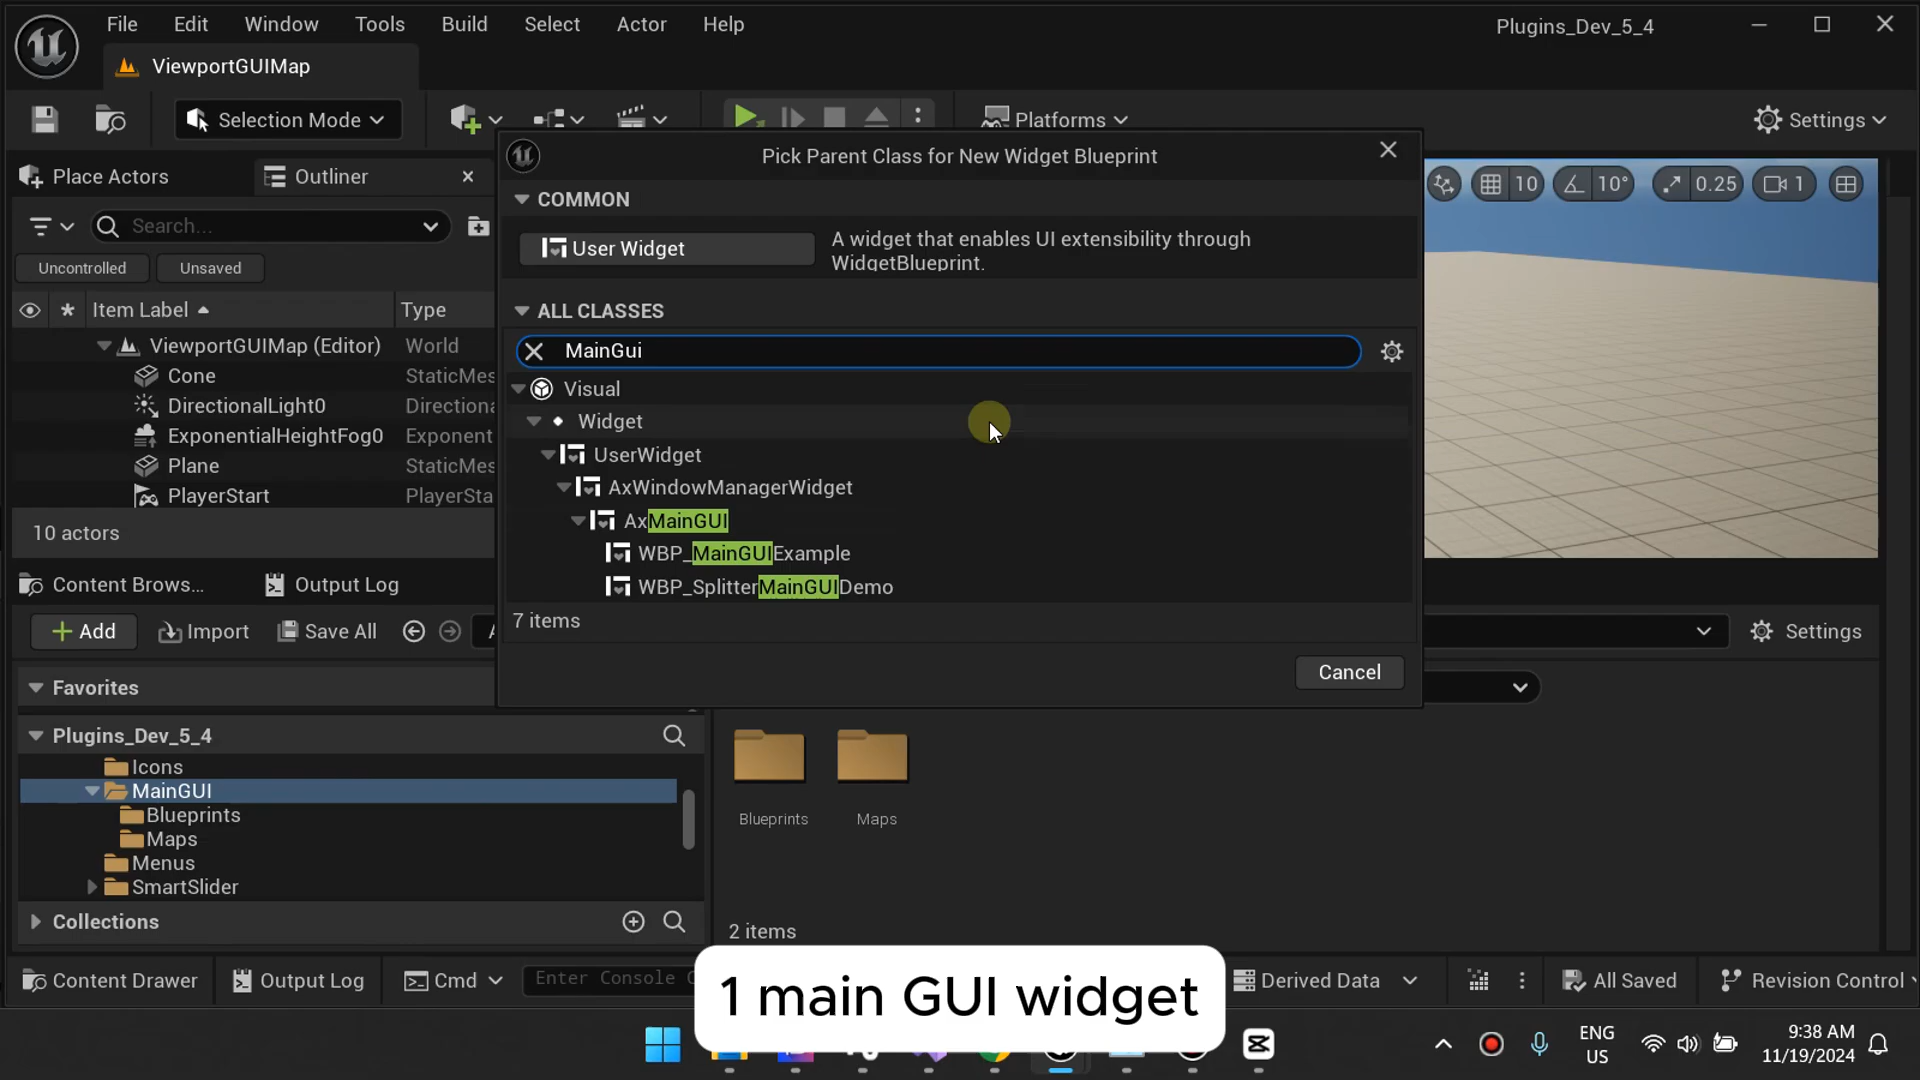 File Edit Window Tools Build Select Actor Help
Plugins_Dev_5_4
ViewportGUIMap
Selection Mode
Platforms
Settings
Place Actors
Outliner
Search...
Uncontrolled
Unsaved
Item Label
Type
ViewportGUIMap (Editor) World
Cone StaticMes
DirectionalLight0 Directiona
ExponentialHeightFog0 Exponent
Plane StaticMes
PlayerStart PlayerSta
10 actors
Pick Parent Class for New Widget Blueprint
COMMON
User Widget
A widget that enables UI extensibility through
WidgetBlueprint.
ALL CLASSES
MainGui
Visual
Widget
UserWidget
AxWindowManagerWidget
AxMainGUI
WBP_MainGUIExample
WBP_SplitterMainGUIDemo
7 items
Cancel
10
10°
0.25
1
Content Brows...
Output Log
Add
Import
Save All
Settings
Favorites
Plugins_Dev_5_4
Icons
MainGUI
Blueprints
Maps
Menus
SmartSlider
Collections
Blueprints
Maps
2 items
Content Drawer
Output Log
Cmd
Enter Console
Derived Data
All Saved
Revision Control
1 main GUI widget
ENG
US
9:38 AM
11/19/2024